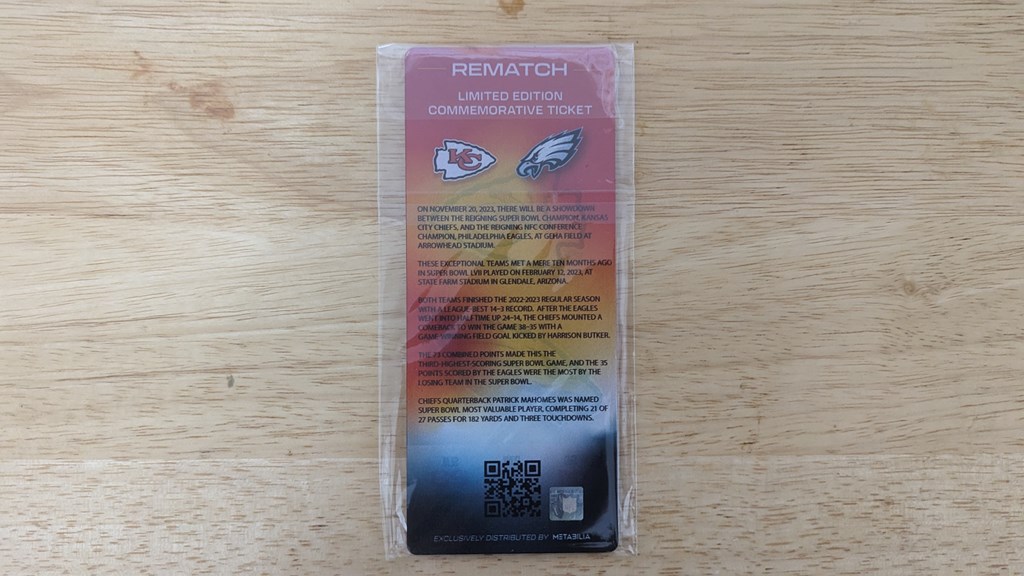 REMATCH
LIMITED EDITION
COMMEMORATIVE TICKET
KC
ON NOVEMBER 20, 2023, THERE WILL BE A SHOWDOWN
BETWEEN THE REIGNING SUPER BOWL CHAMPION, KANSAS
CITY CHIEFS, AND THE REIGNING NFC CONFERENCE
CHAMPION, PHILADELPHIA EAGLES, AT GEHA FIELD AT
ARROWHEAD STADIUM.
THESE EXCEPTIONAL TEAMS MET A MERE TEN MONTHS AGO
IN SUPER BOWL LVII PLAYED ON FEBRUARY 12, 2023, AT
STATE FARM STADIUM IN GLENDALE, ARIZONA.
BOTH TEAMS FINISHED THE 2022-2023 REGULAR SEASON
WITH A LEAGUE-BEST 14-3 RECORD. AFTER THE EAGLES
WENT INTO HALFTIME UP 24-14, THE CHIEFS MOUNTED A
COMEBACK TO WIN THE GAME 38-35 WITH A
GAME-WINNING FIELD GOAL KICKED BY HARRISON BUTKER.
THE 73 COMBINED POINTS MADE THIS THE
THIRD-HIGHEST-SCORING SUPER BOWL GAME, AND THE 35
POINTS SCORED BY THE EAGLES WERE THE MOST BY THE
LOSING TEAM IN THE SUPER BOWL.
CHIEFS QUARTERBACK PATRICK MAHOMES WAS NAMED
SUPER BOWL MOST VALUABLE PLAYER, COMPLETING 21 OF
27 PASSES FOR 182 YARDS AND THREE TOUCHDOWNS.
EXCLUSIVELY DISTRIBUTED BY METABILIA